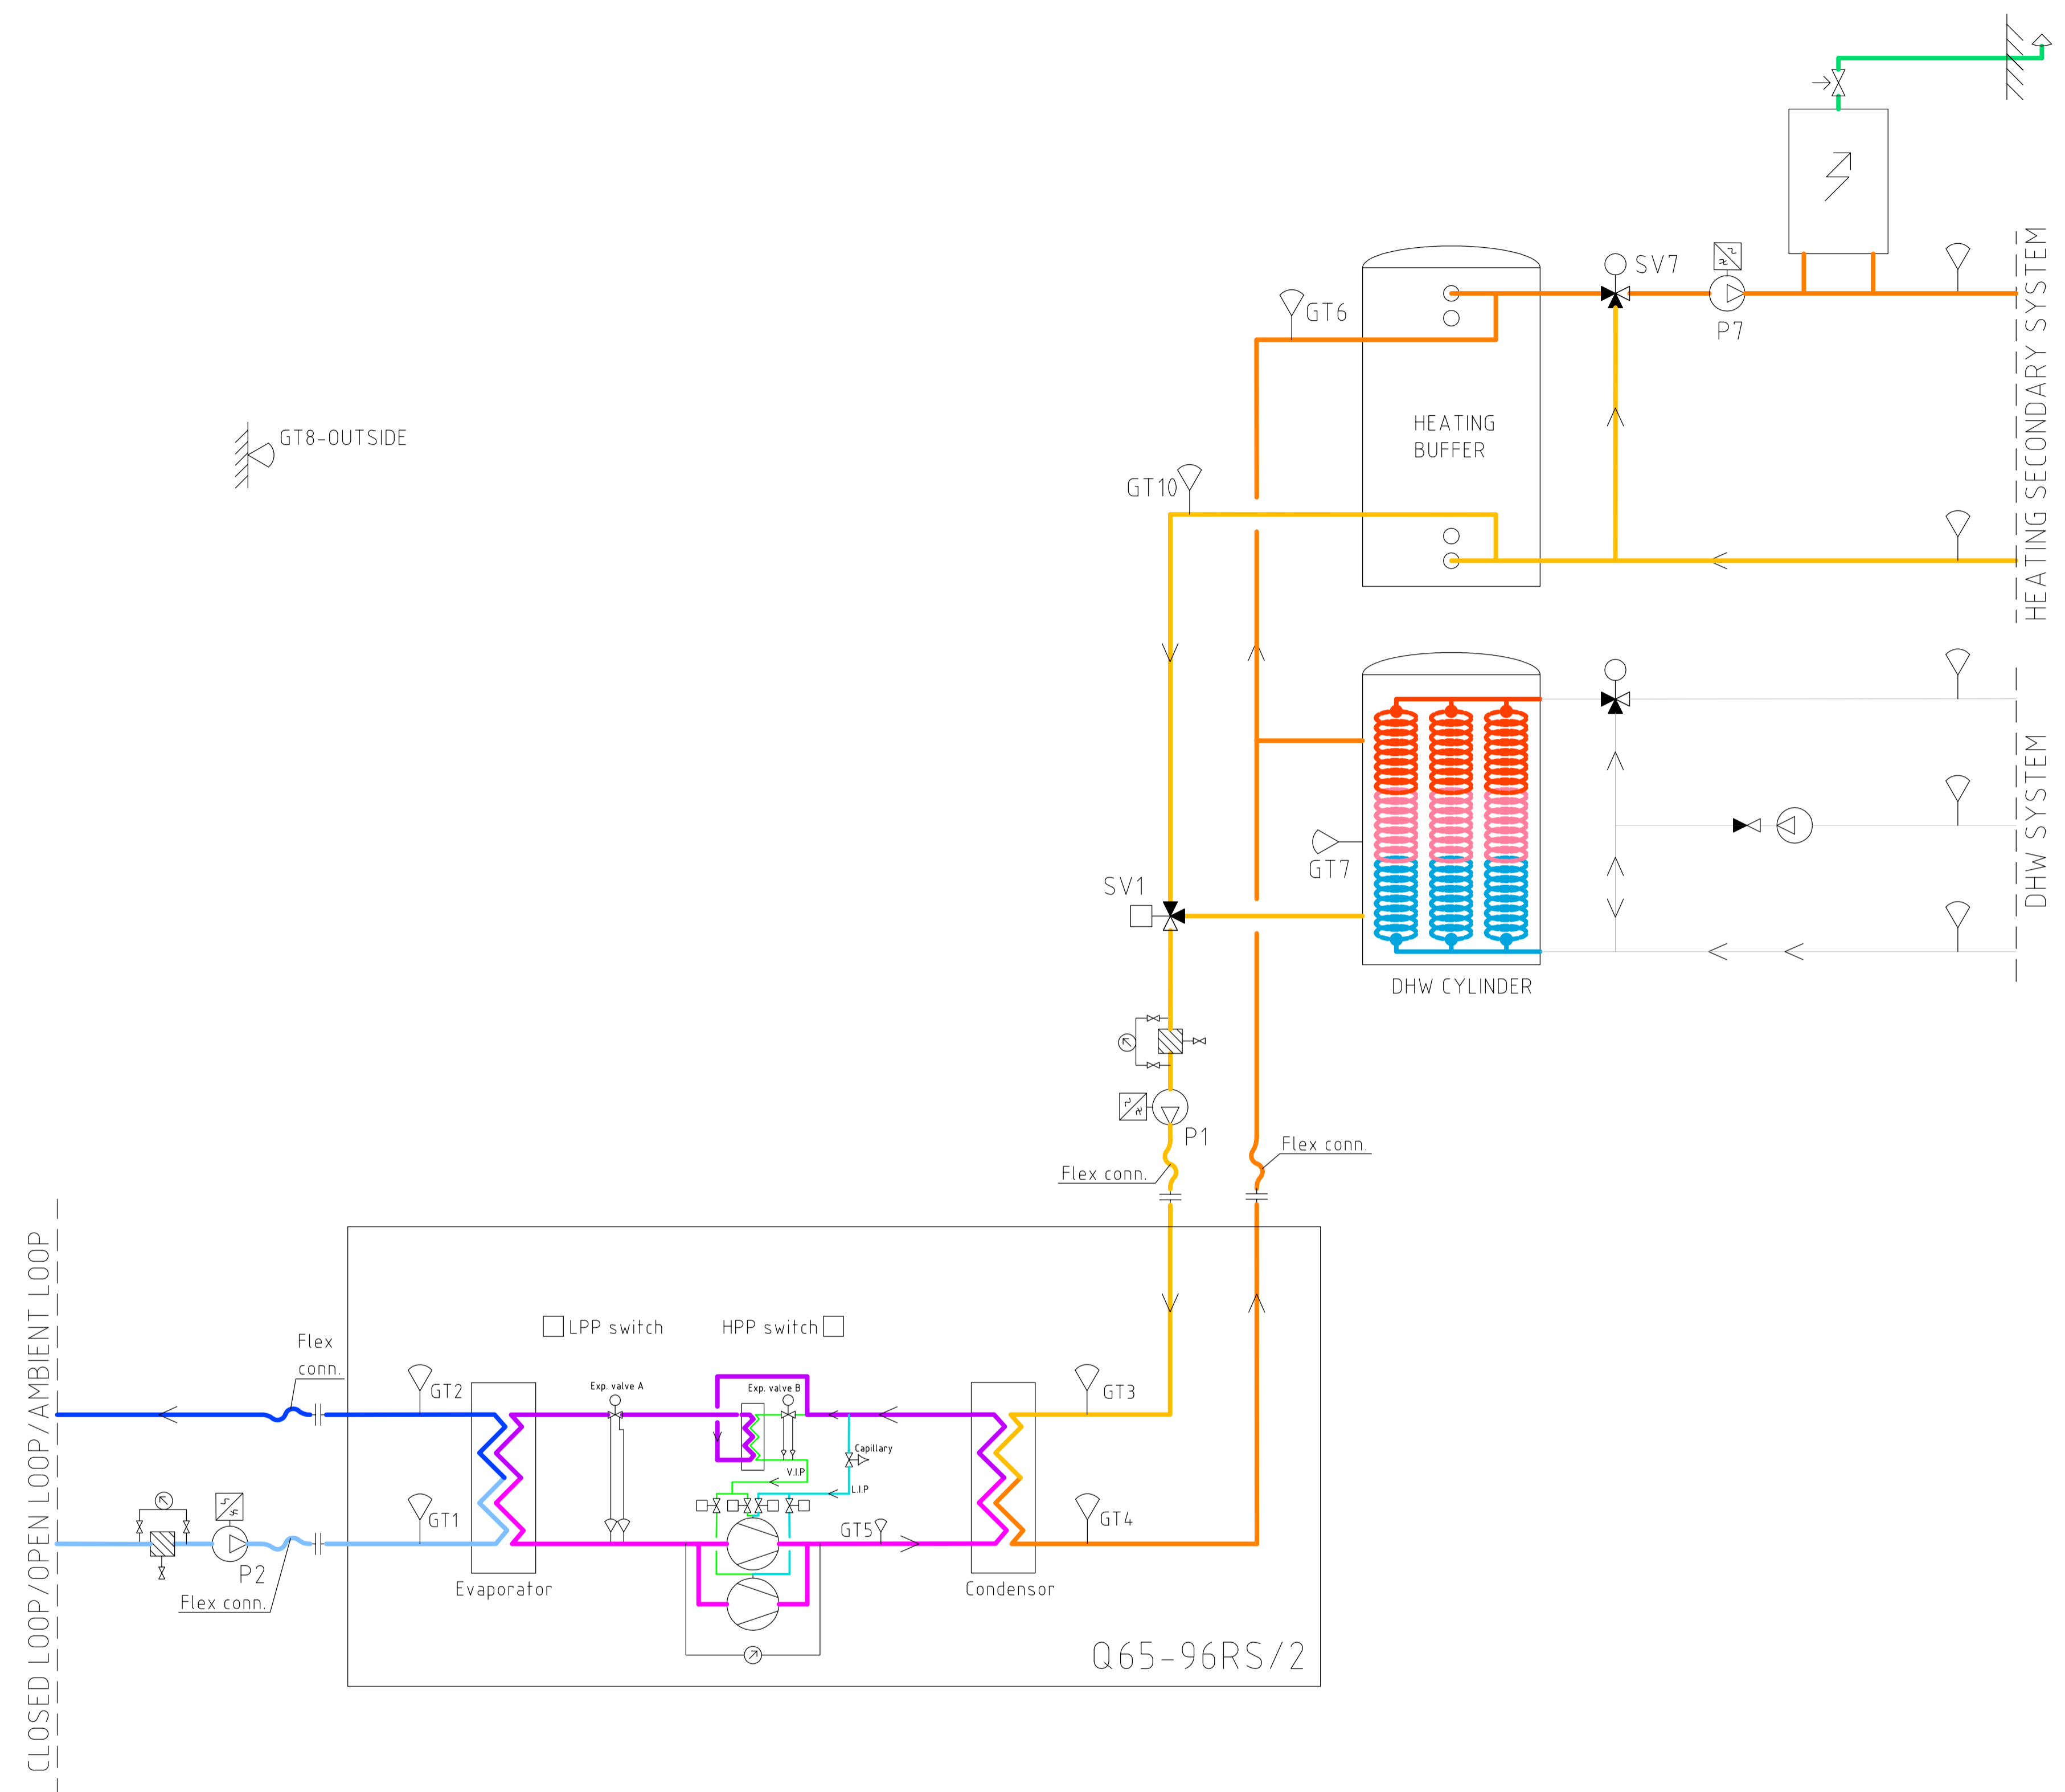 HEATING SECONDARY SYSTEM
SV7
P7
GT6
HEATING
BUFFER
GT8-OUTSIDE
GT10
DHW SYSTEM
GT7
SV1
DHW CYLINDER
P1
Flex conn.
Flex conn.
CLOSED LOOP/OPEN LOOP/AMBIENT LOOP
Flex
conn.
LPP switch
HPP switch
GT2
Exp. valve A
Exp. valve B
GT3
Capillary
V.I.P
L.I.P
GT1
GT5
GT4
P2
Flex conn.
Evaporator
Condensor
Q65-96RS/2